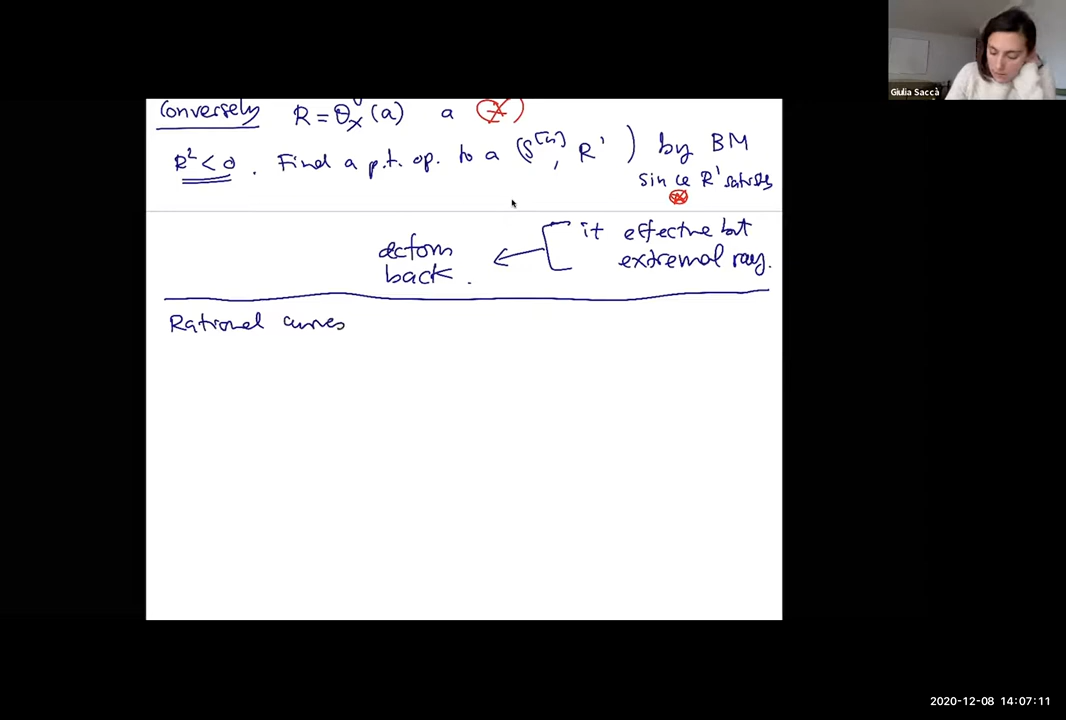 Giulia Saccà
Conversely R = θ_X^∨ (a) a
R² < 0 . Find a p.t. op. to a (S^[n], R') by BM
since R' satisfies
it effective but
extremal ray.
deform
back .
Rational curves
2020-12-08 14:07:11